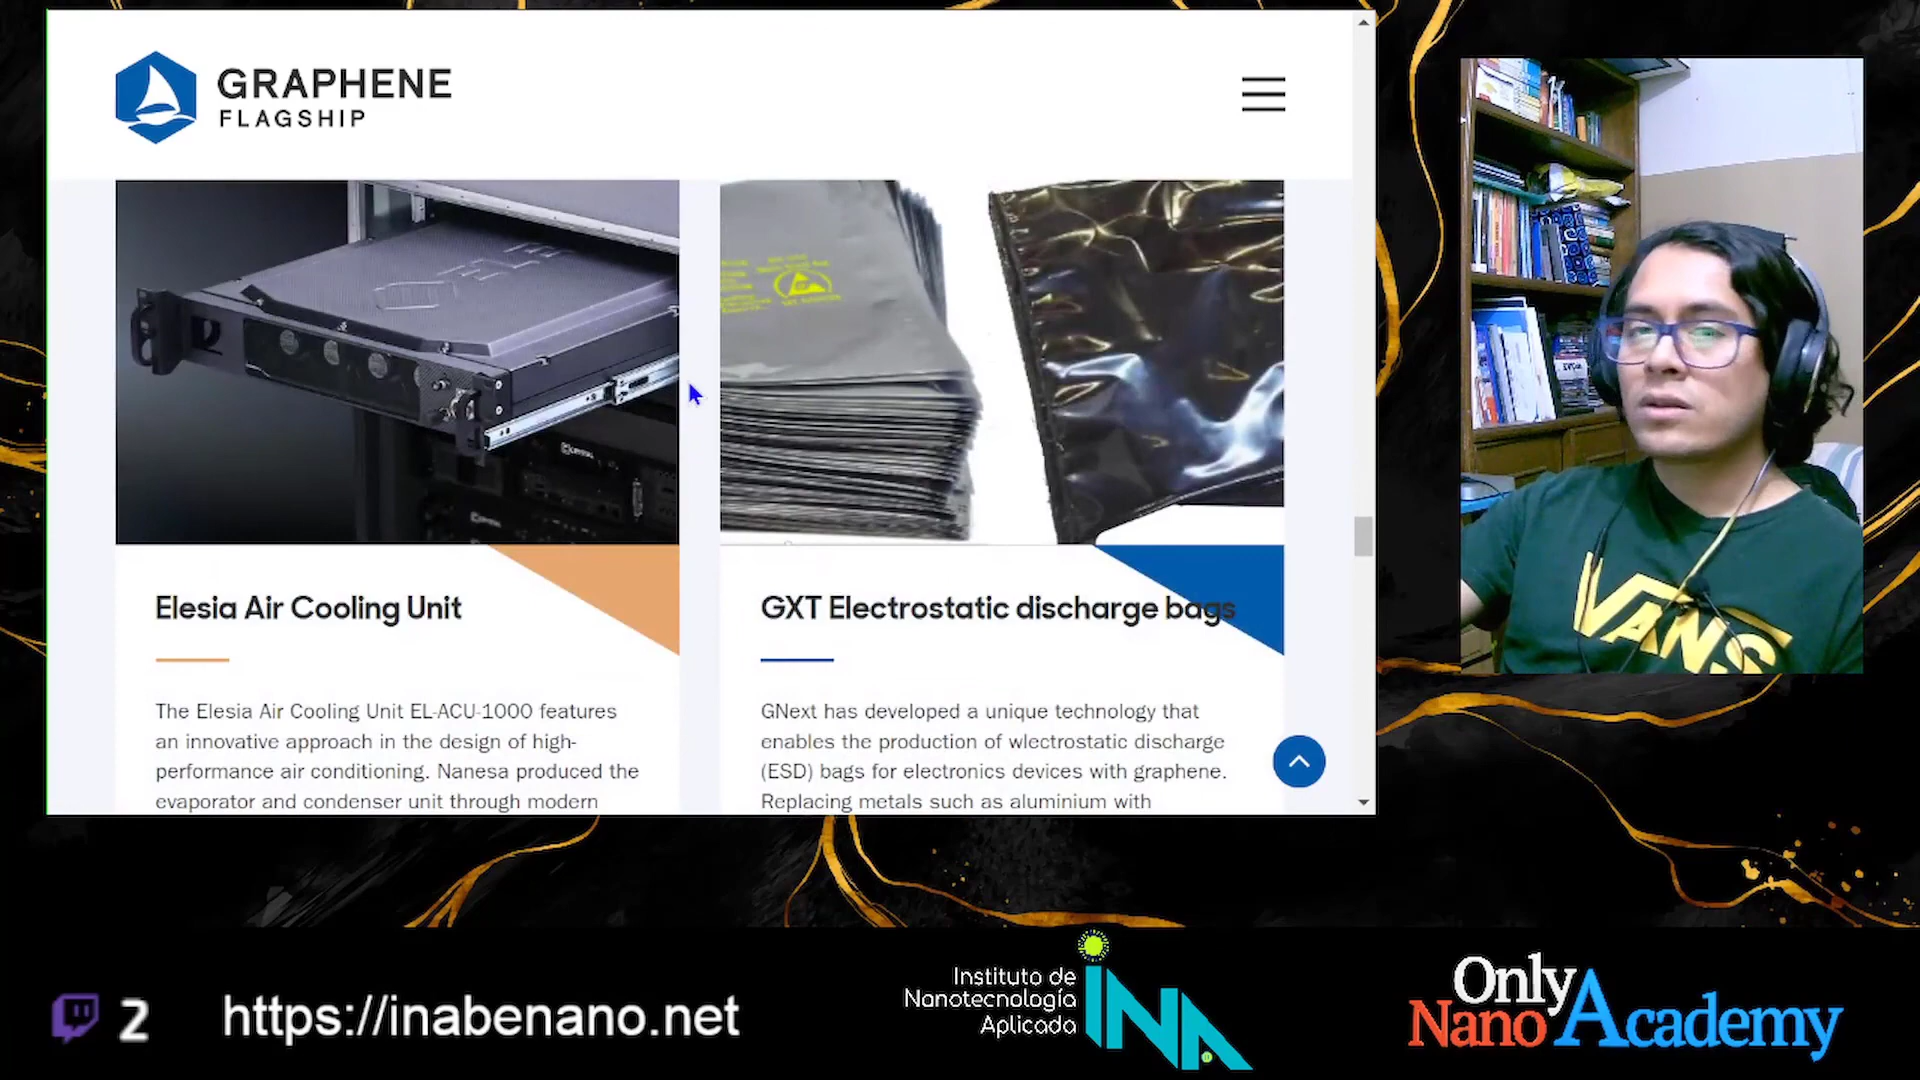 GRAPHENE
FLAGSHIP
Elesia Air Cooling Unit
The Elesia Air Cooling Unit EL-ACU-1000 features
an innovative approach in the design of high-
performance air conditioning. Nanesa produced the
evaporator and condenser unit through modern
GXT Electrostatic discharge bags
GNext has developed a unique technology that
enables the production of wlectrostatic discharge
(ESD) bags for electronics devices with graphene.
Replacing metals such as aluminium with
VANS
2
https://inabenano.net
Instituto de
Nanotecnología
Aplicada
iNA
Only
Nano Academy